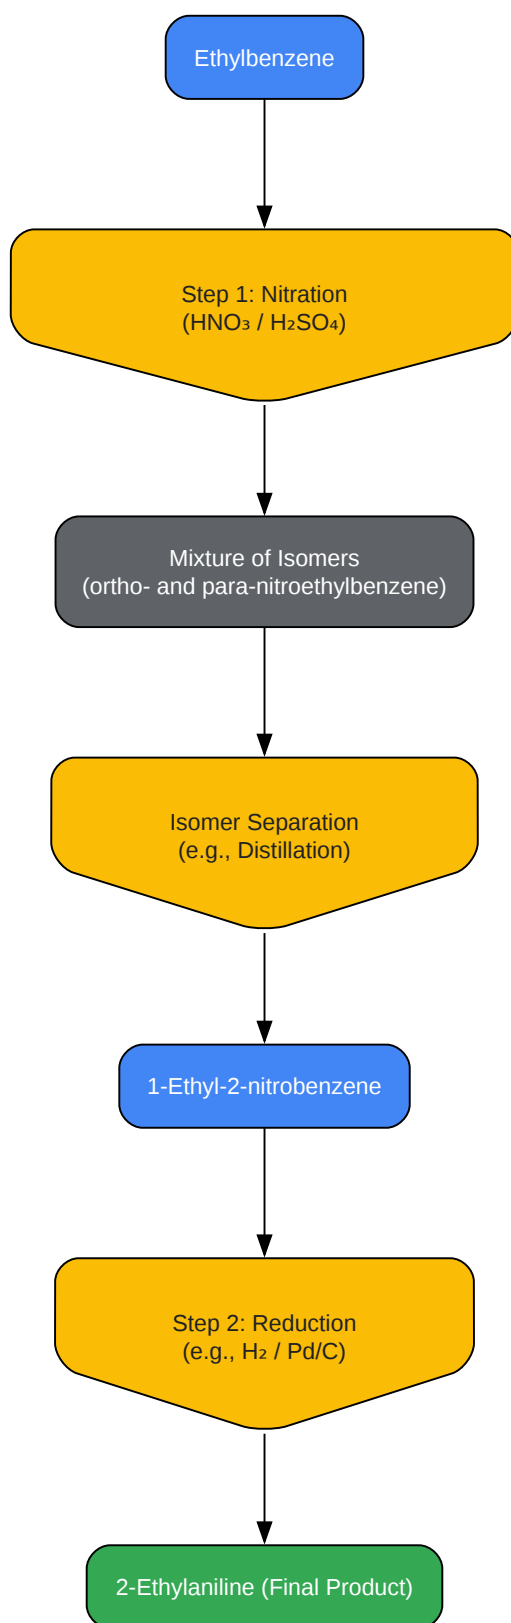 Ethylbenzene
Step 1: Nitration
(HNO₃ / H₂SO₄)
Mixture of Isomers
(ortho- and para-nitroethylbenzene)
Isomer Separation
(e.g., Distillation)
1-Ethyl-2-nitrobenzene
Step 2: Reduction
(e.g., H₂ / Pd/C)
2-Ethylaniline (Final Product)